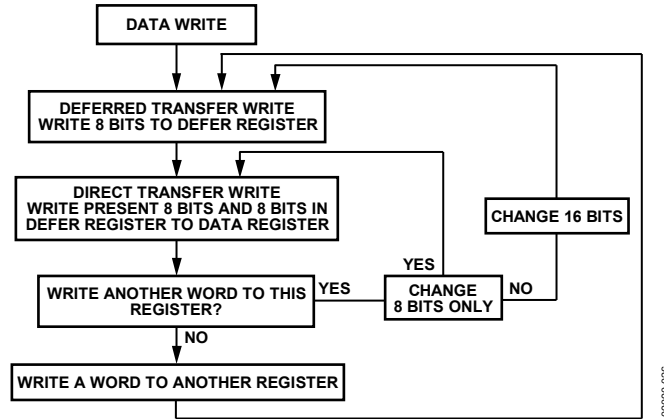 DATA WRITE
DEFERRED TRANSFER WRITE
WRITE 8 BITS TO DEFER REGISTER
DIRECT TRANSFER WRITE
WRITE PRESENT 8 BITS AND 8 BITS IN
DEFER REGISTER TO DATA REGISTER
CHANGE 16 BITS
YES
WRITE ANOTHER WORD TO THIS
REGISTER?
YES
CHANGE
8 BITS ONLY
NO
NO
WRITE A WORD TO ANOTHER REGISTER